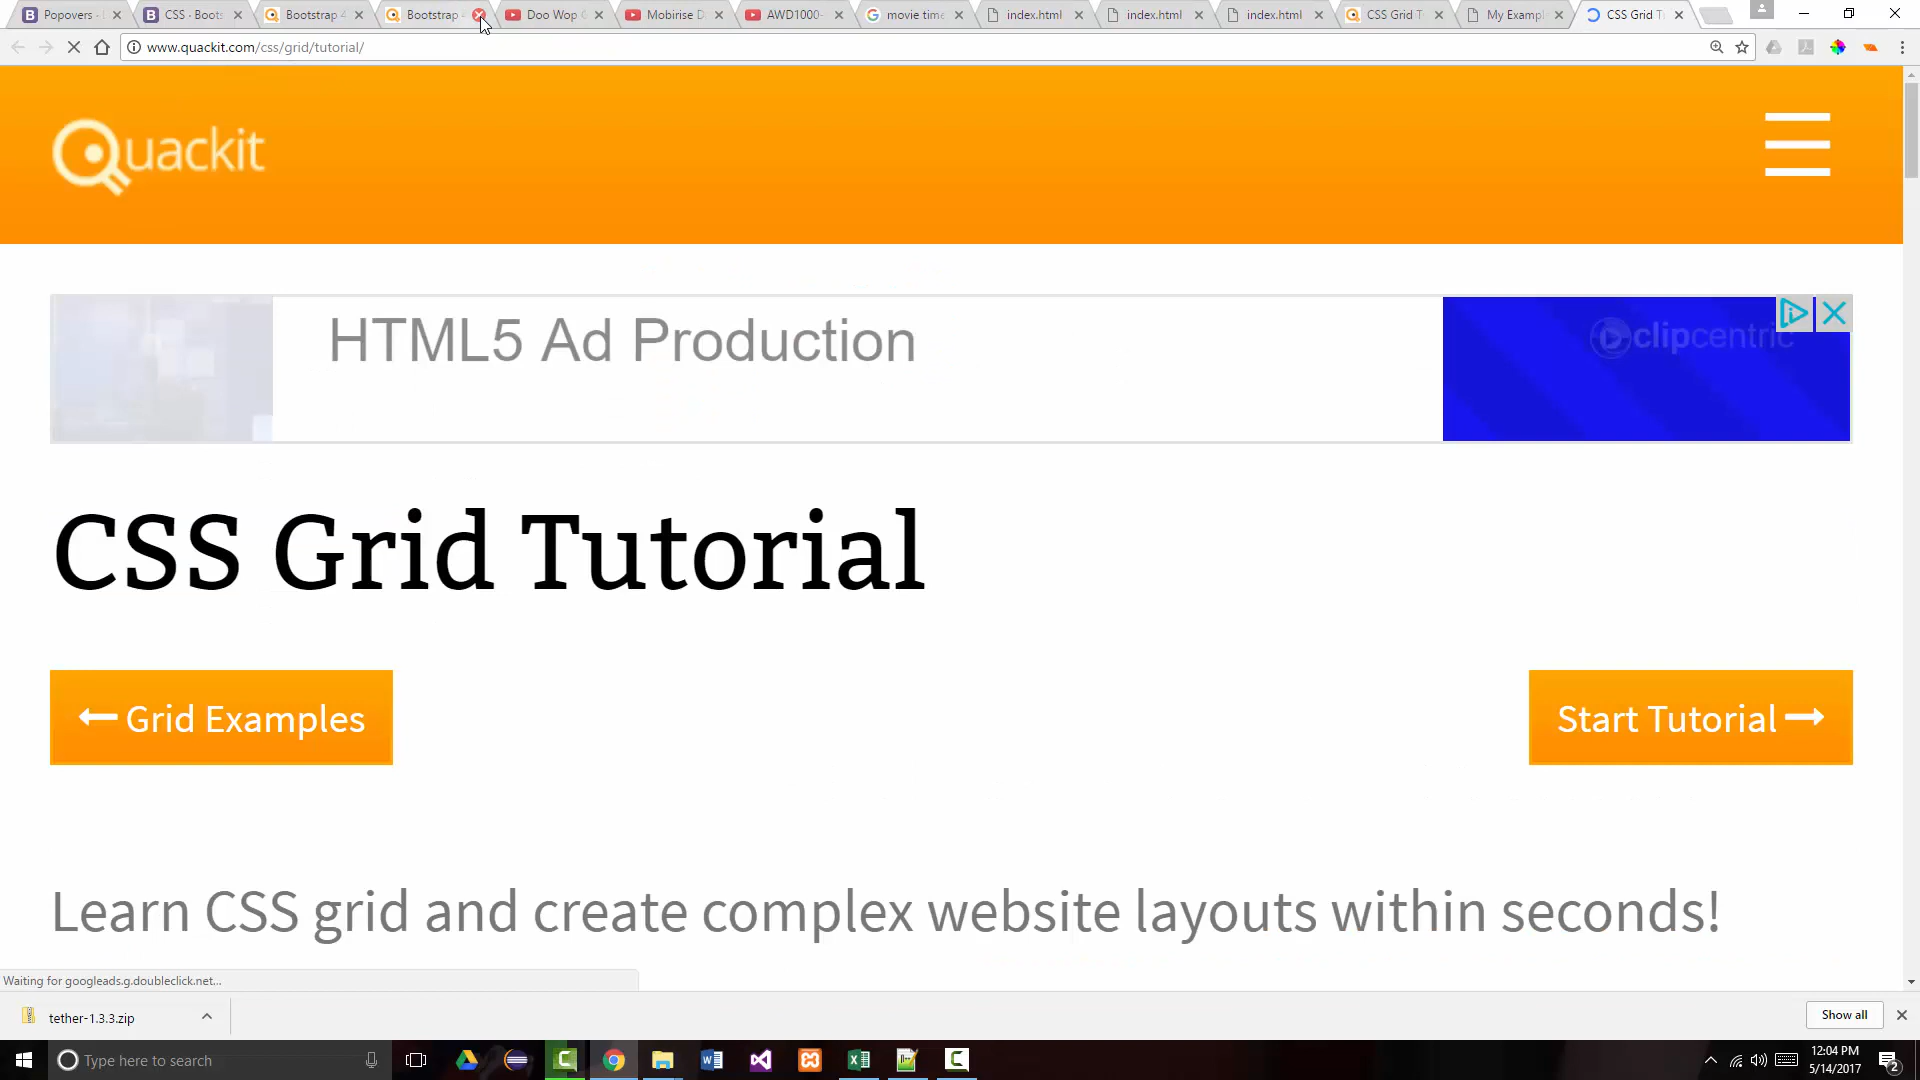 Popovers -
CSS · Boots
Bootstrap 4
Bootstrap
Doo Wop
Mobirise D
AWD1000-
movie time
index.html
index.html
index.html
CSS Grid T
My Exampl
CSS Grid T
www.quackit.com/css/grid/tutorial/
Quackit
HTML5 Ad Production
clipcentric
CSS Grid Tutorial
Grid Examples
Start Tutorial
Learn CSS grid and create complex website layouts within seconds!
Waiting for googleads.g.doubleclick.net...
tether-1.3.3.zip
Show all
Type here to search
12:04 PM
5/14/2017
2